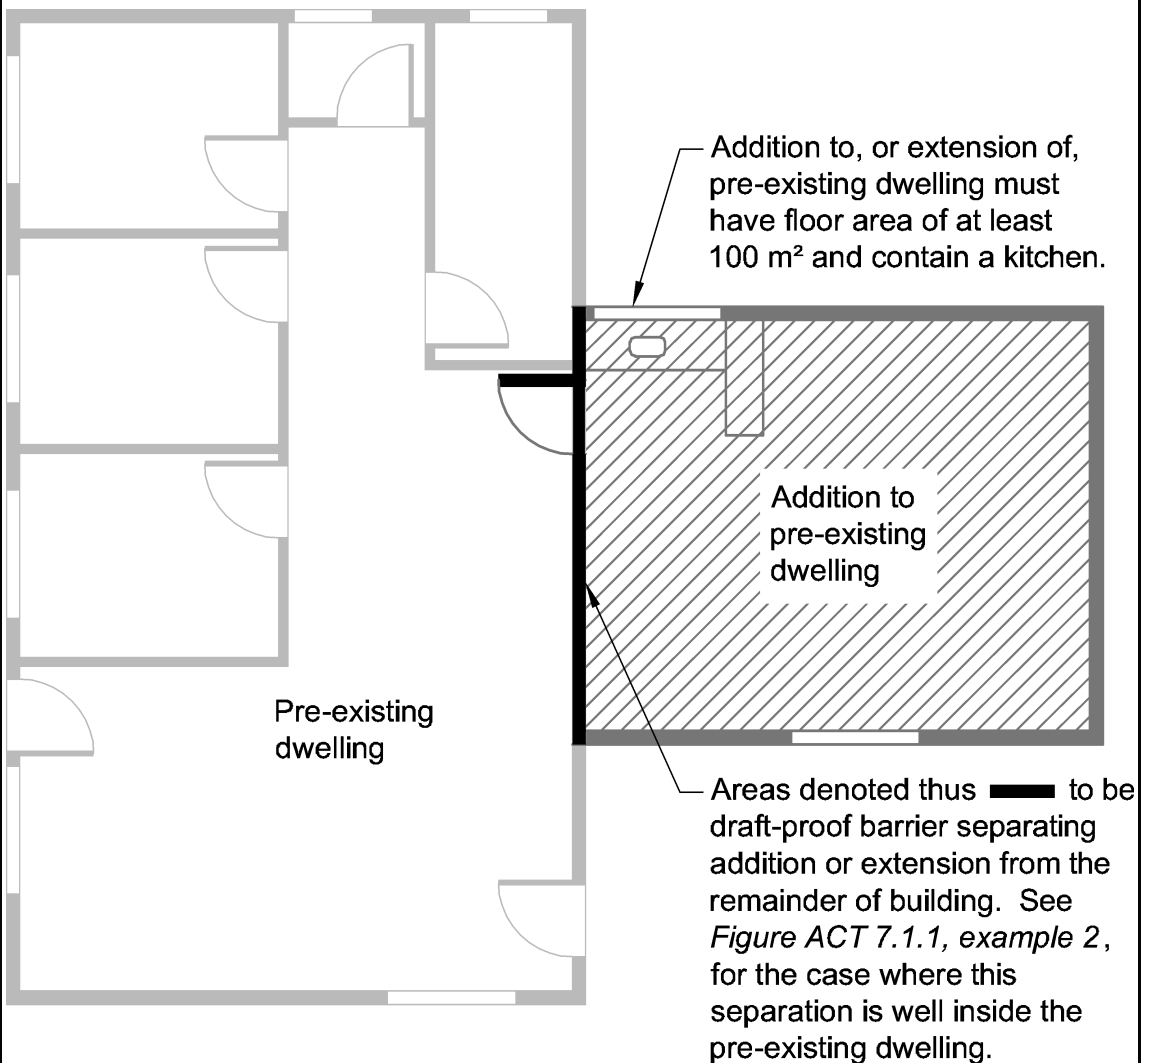 Addition to, or extension of,
pre-existing dwelling must
have floor area of at least
100 m² and contain a kitchen.
Addition to
pre-existing
dwelling
Pre-existing
dwelling
Areas denoted thus to be
draft-proof barrier separating
addition or extension from the
remainder of building. See
Figure ACT 7.1.1, example 2,
for the case where this
separation is well inside the
pre-existing dwelling.